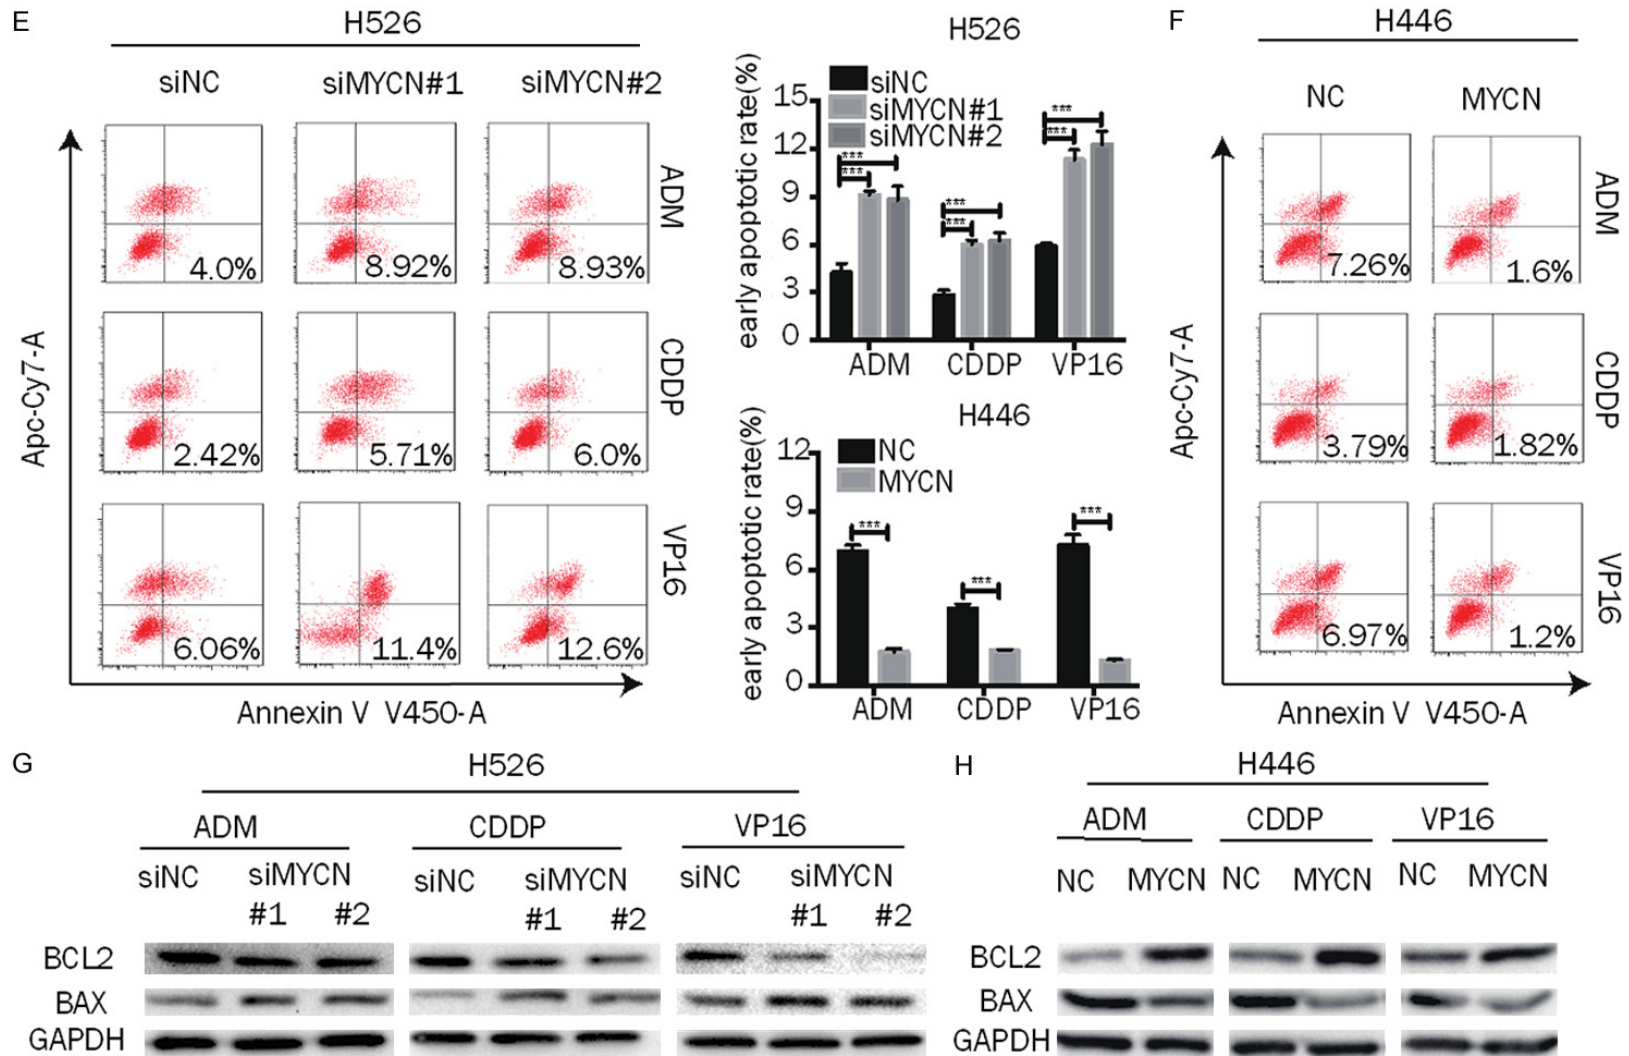 E
H526
siNC siMYCN#1 siMYCN#2
4.0% 8.92% 8.93% ADM
2.42% 5.71% 6.0% CDDP
6.06% 11.4% 12.6% VP16
Apc-Cy7-A
Annexin V V450-A
H526
early apoptotic rate(%)
siNC
siMYCN#1
siMYCN#2
15
12
9
6
3
0
*** *** *** *** *** ***
ADM CDDP VP16
H446
early apoptotic rate(%)
NC
MYCN
12
9
6
3
0
*** *** ***
ADM CDDP VP16
F
H446
NC MYCN
7.26% 1.6% ADM
3.79% 1.82% CDDP
6.97% 1.2% VP16
Apc-Cy7-A
Annexin V V450-A
G
H526
ADM CDDP VP16
siNC siMYCN siNC siMYCN siNC siMYCN
#1 #2 #1 #2 #1 #2
BCL2
BAX
GAPDH
H
H446
ADM CDDP VP16
NC MYCN NC MYCN NC MYCN
BCL2
BAX
GAPDH